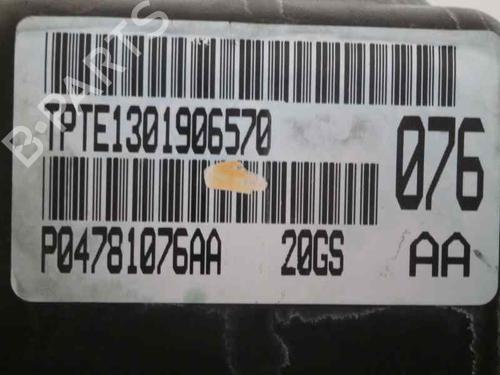 B-PARTS
TPTE1301906570
076
P04781076AA 20GS AA